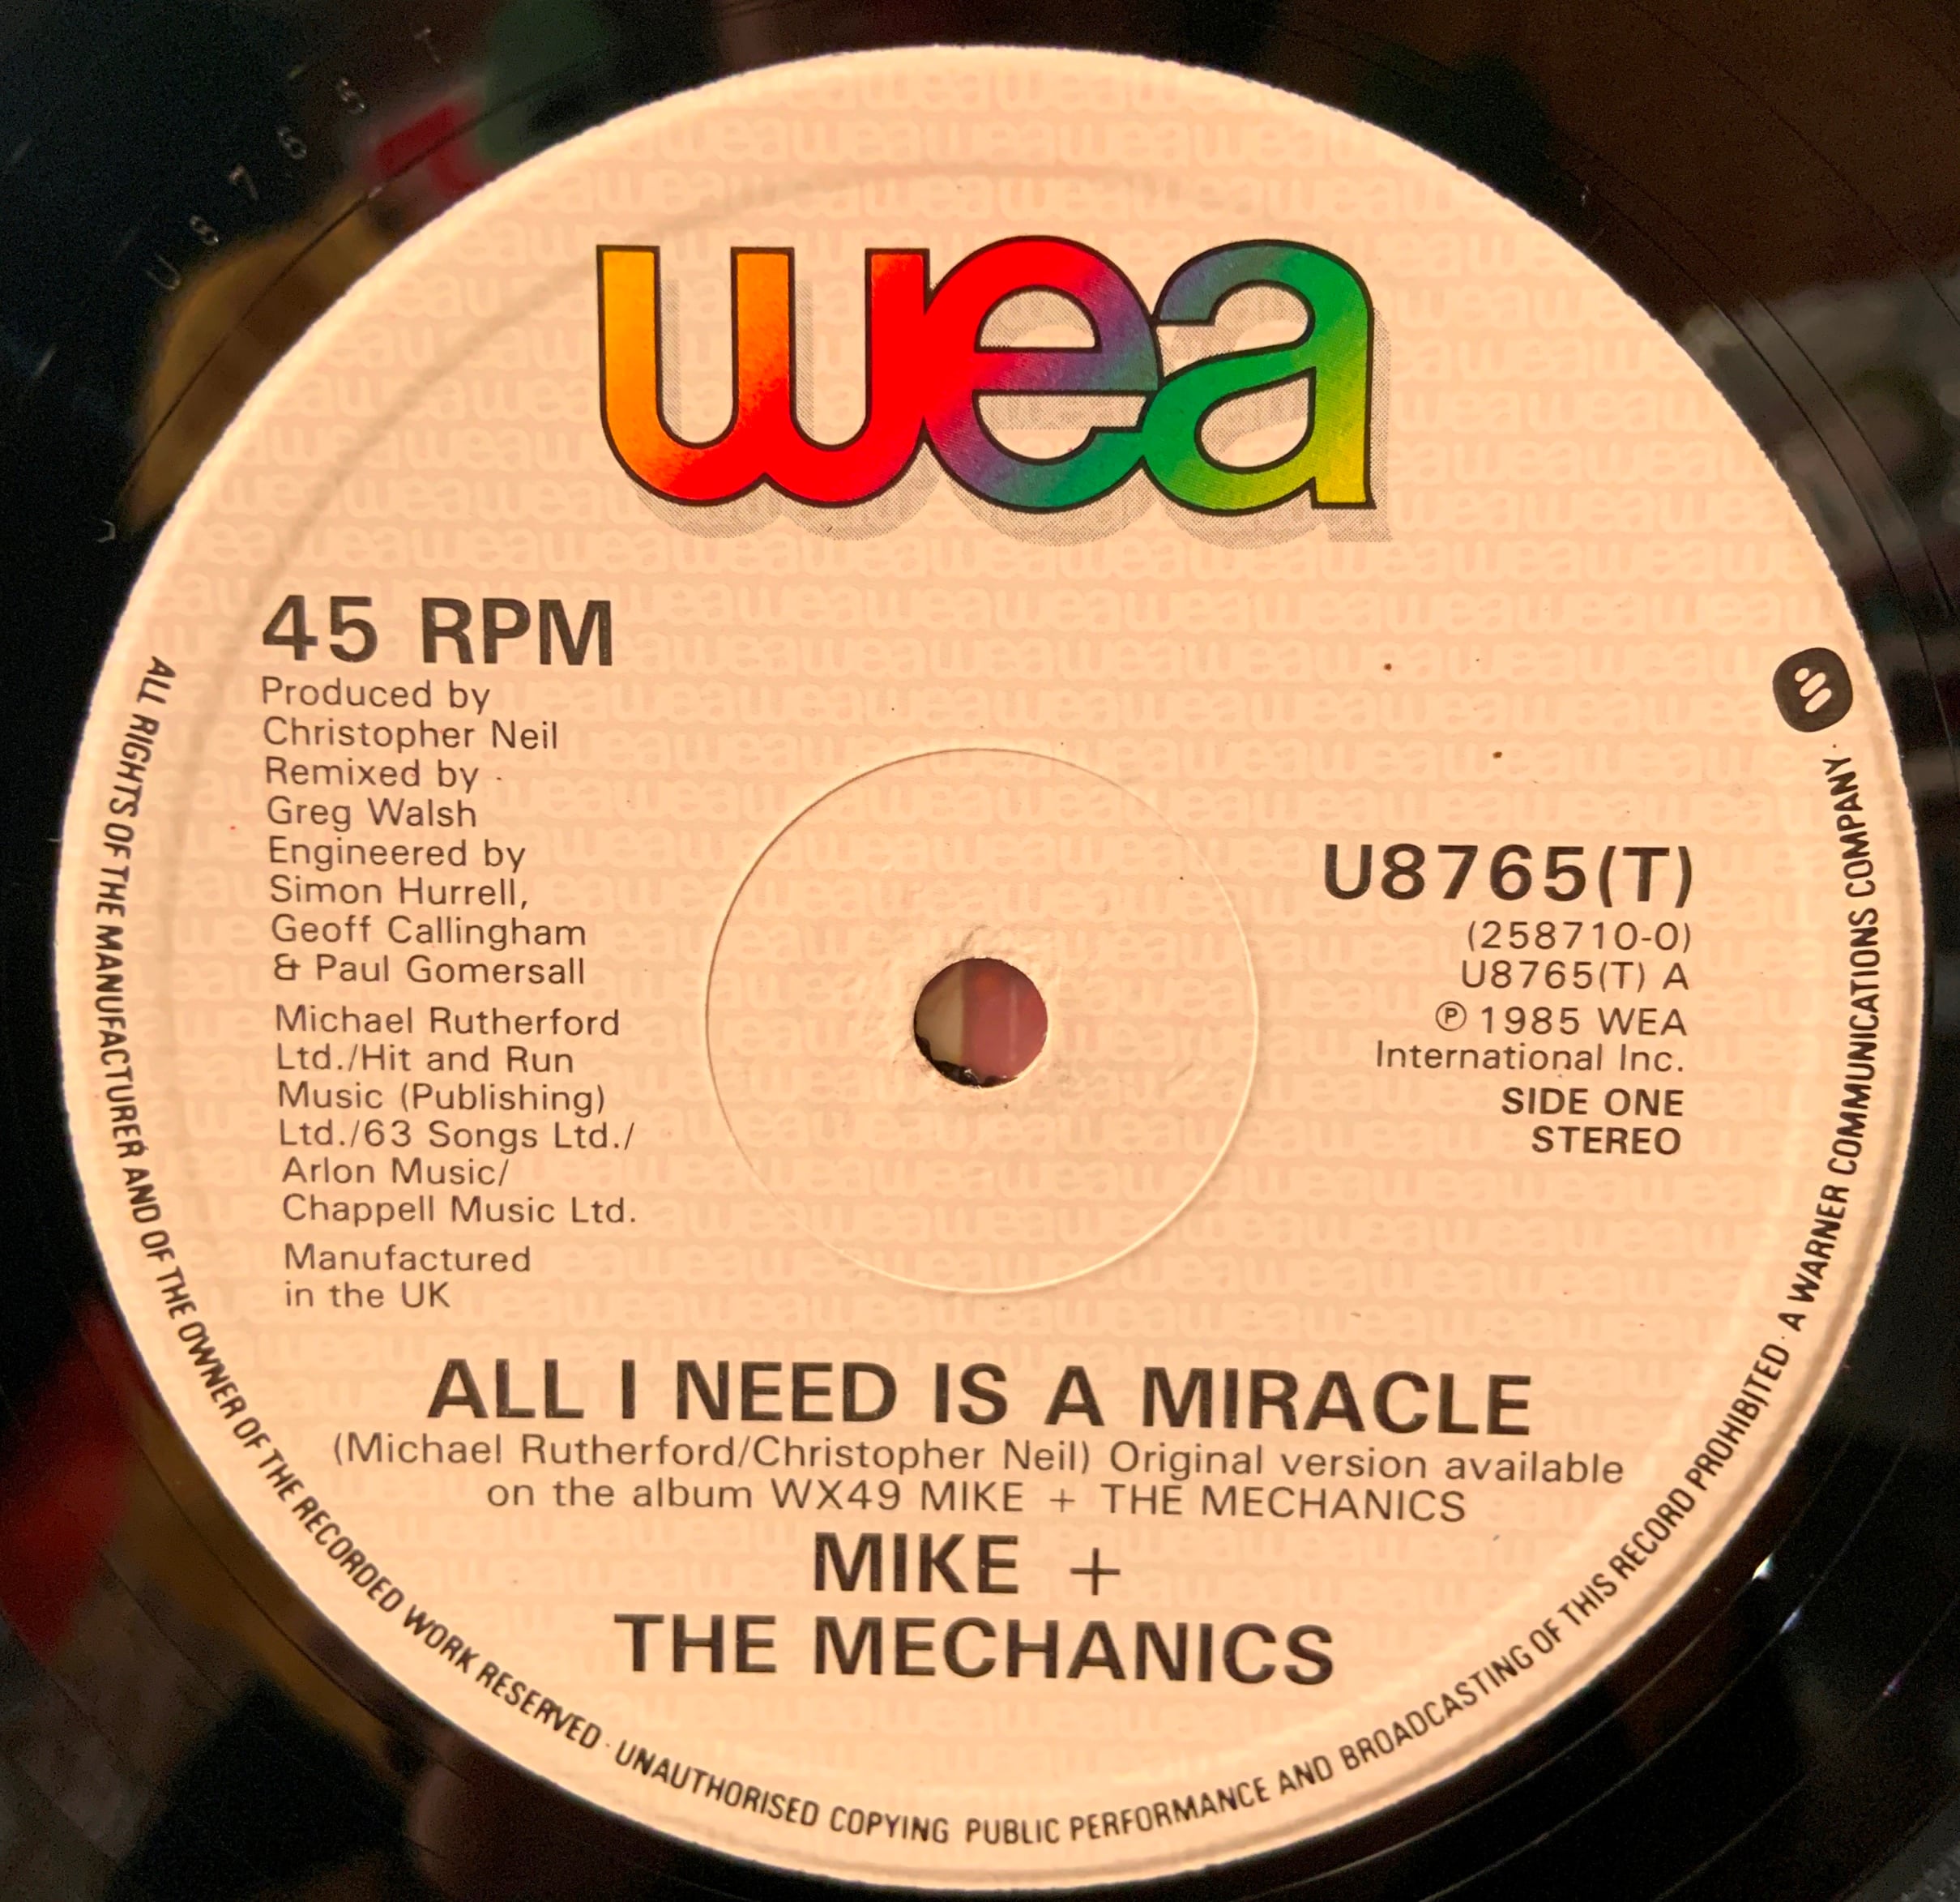 wea
45 RPM
Produced by
Christopher Neil
Remixed by
Greg Walsh
Engineered by
Simon Hurrell,
Geoff Callingham
& Paul Gomersall
Michael Rutherford
Ltd./Hit and Run
Music (Publishing)
Ltd./63 Songs Ltd./
Arlon Music/
Chappell Music Ltd.
Manufactured
in the UK
U8765(T)
(258710-0)
U8765(T) A
℗ 1985 WEA
International Inc.
SIDE ONE
STEREO
ALL I NEED IS A MIRACLE
(Michael Rutherford/Christopher Neil) Original version available
on the album WX49 MIKE + THE MECHANICS
MIKE +
THE MECHANICS
ALL RIGHTS OF THE MANUFACTURER AND OF THE OWNER OF THE RECORDED WORK RESERVED · UNAUTHORISED COPYING PUBLIC PERFORMANCE AND BROADCASTING OF THIS RECORD PROHIBITED · A WARNER COMMUNICATIONS COMPANY ·
U8765T